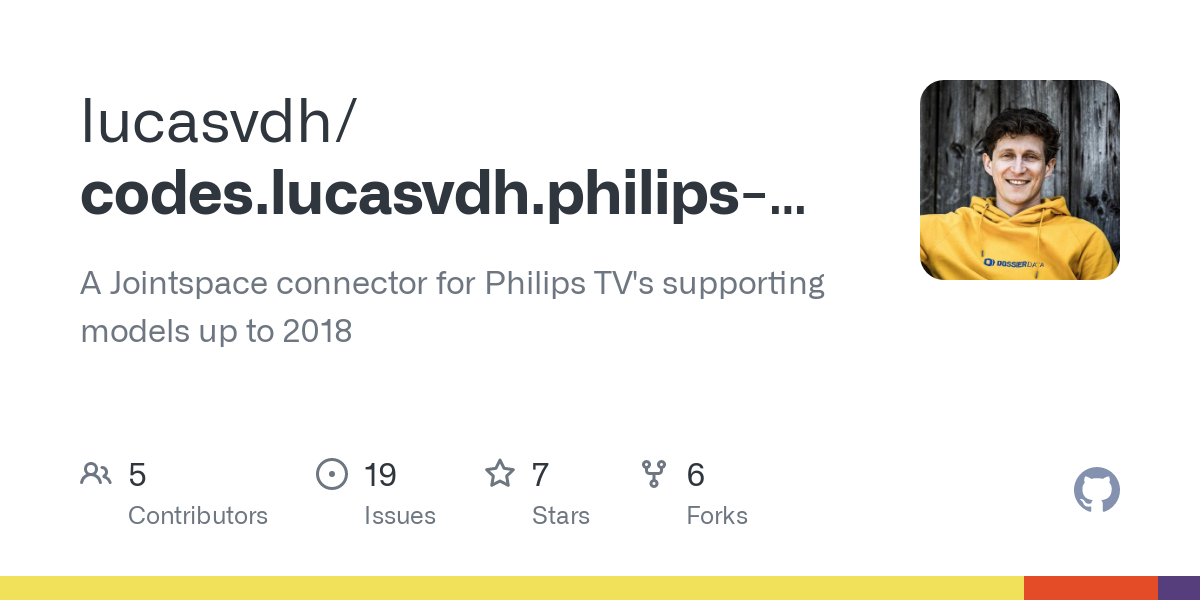 lucasvdh/
codes.lucasvdh.philips-...
A Jointspace connector for Philips TV's supporting
models up to 2018
5
Contributors
19
Issues
7
Stars
6
Forks
DOSSIERDATA